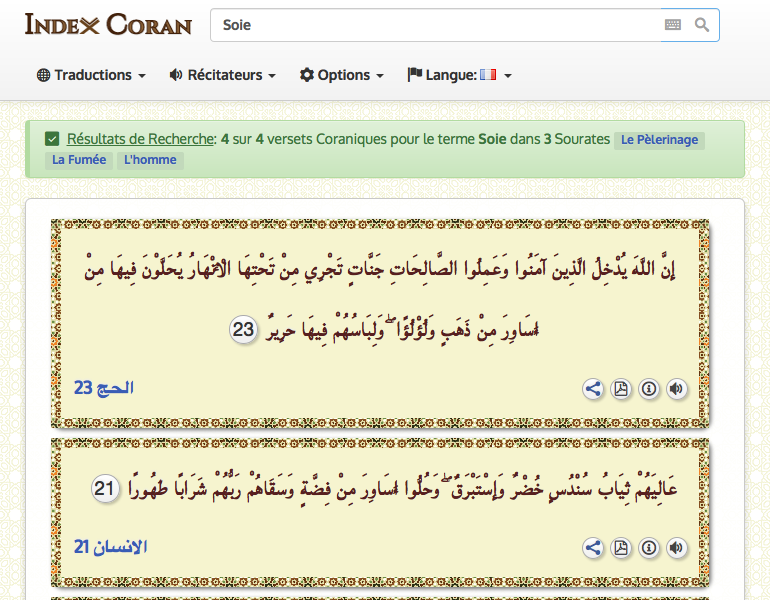 INDEX CORAN
Soie
Traductions Récitateurs Options Langue:
Résultats de Recherche: 4 sur 4 versets Coraniques pour le terme Soie dans 3 Sourates Le Pèlerinage
La Fumée L'homme
إِنَّ اللَّهَ يُدْخِلُ الَّذِينَ آمَنُوا وَعَمِلُوا الصَّالِحَاتِ جَنَّاتٍ تَجْرِي مِنْ تَحْتِهَا الْأَنْهَارُ يُحَلَّوْنَ فِيهَا مِنْ
أَسَاوِرَ مِنْ ذَهَبٍ وَلُؤْلُؤًا ۖ وَلِبَاسُهُمْ فِيهَا حَرِيرٌ 23
الحج 23
عَالِيَهُمْ ثِيَابُ سُنْدُسٍ خُضْرٌ وَإِسْتَبْرَقٌ ۖ وَحُلُّوا أَسَاوِرَ مِنْ فِضَّةٍ وَسَقَاهُمْ رَبُّهُمْ شَرَابًا طَهُورًا 21
الانسان 21